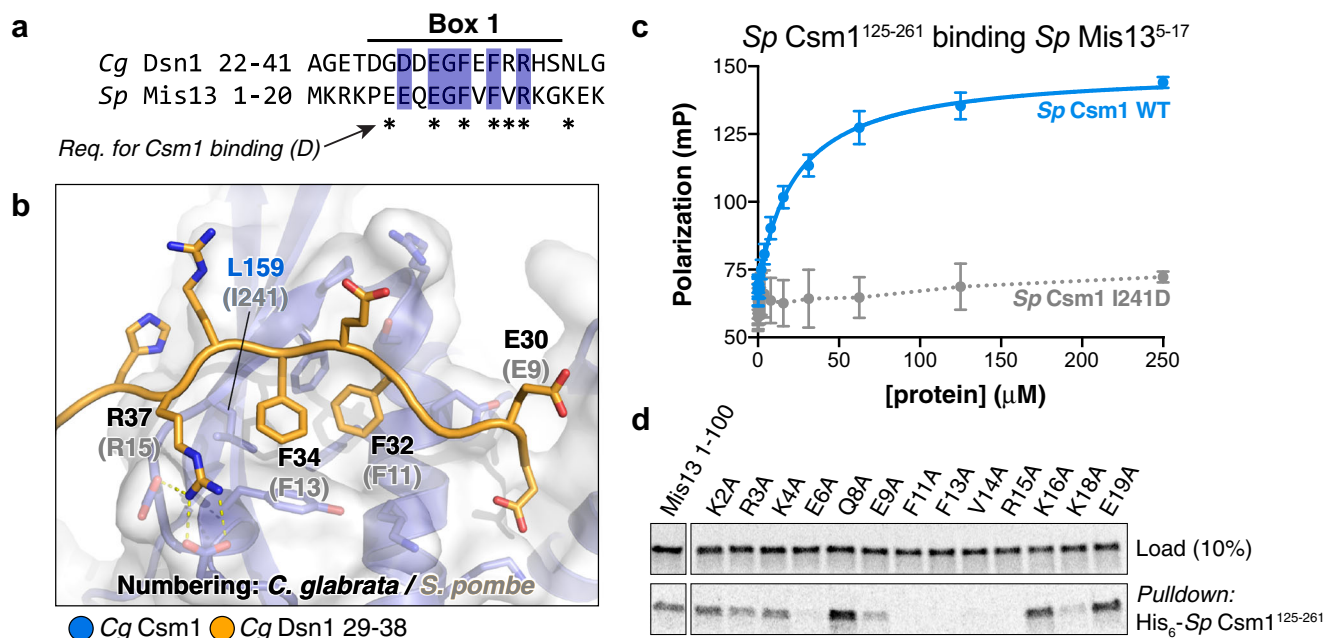 a
Box 1
Cg Dsn1 22-41 AGETDGDDEGFEFRRHSNLG
Sp Mis13 1-20 MKRKPEEQEGFVFVRKGKEK
* * * *** *
Req. for Csm1 binding (D)
b
L159
(I241)
E30
(E9)
R37
(R15)
F34
(F13)
F32
(F11)
Numbering: C. glabrata / S. pombe
Cg Csm1 Cg Dsn1 29-38
c
Sp Csm1125-261 binding Sp Mis135-17
150
125
100
75
50
Polarization (mP)
Sp Csm1 WT
Sp Csm1 I241D
0 50 100 150 200 250
[protein] (μM)
d
Mis13 1-100
K2A
R3A
K4A
E6A
Q8A
E9A
F11A
F13A
V14A
R15A
K16A
K18A
E19A
Load (10%)
Pulldown:
His6-Sp Csm1125-261